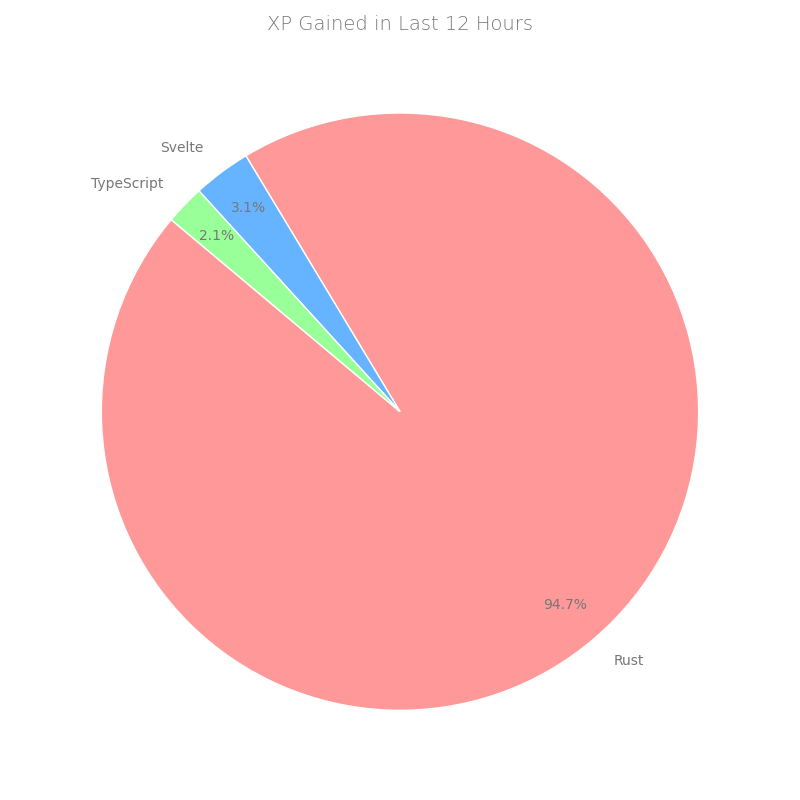 XP Gained in Last 12 Hours
Svelte
TypeScript
3.1%
2.1%
94.7%
Rust